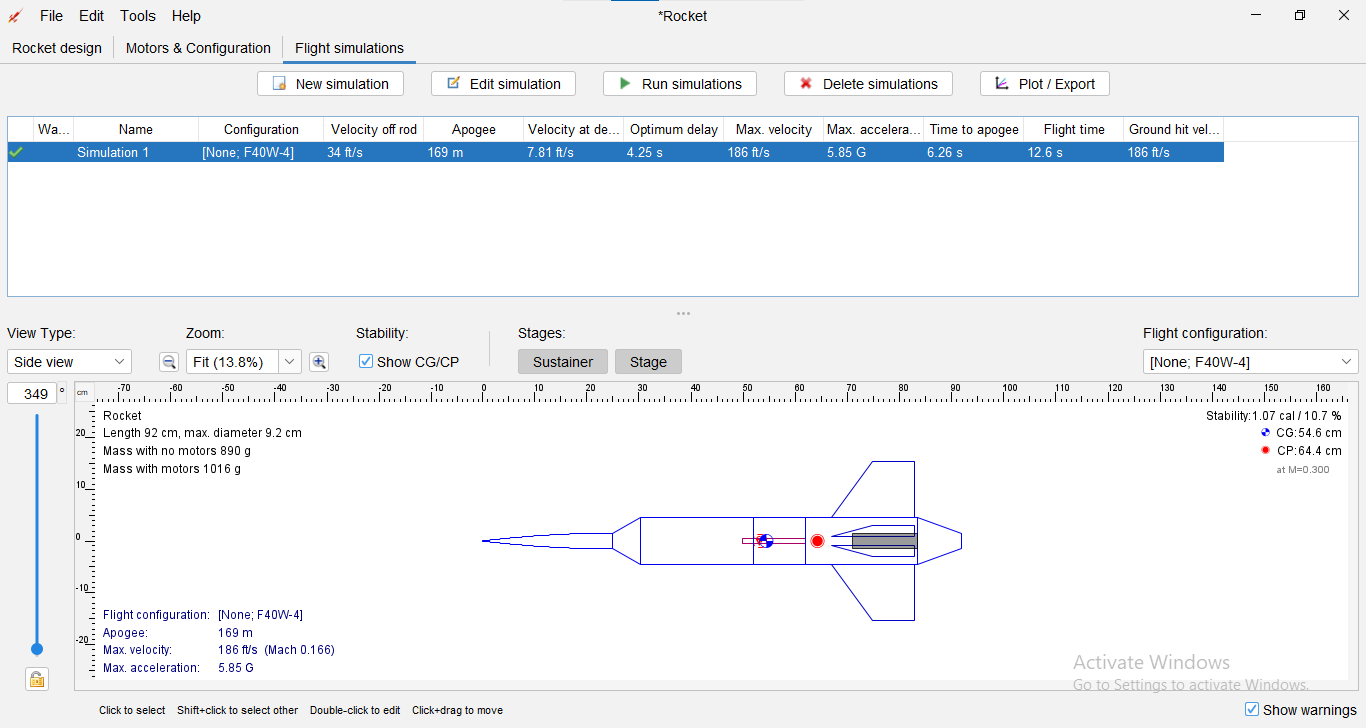 File Edit Tools Help *Rocket
Rocket design Motors & Configuration Flight simulations
New simulation Edit simulation Run simulations Delete simulations Plot / Export
Wa... Name Configuration Velocity off rod Apogee Velocity at de... Optimum delay Max. velocity Max. accelera... Time to apogee Flight time Ground hit vel...
Simulation 1 [None; F40W-4] 34 ft/s 169 m 7.81 ft/s 4.25 s 186 ft/s 5.85 G 6.26 s 12.6 s 186 ft/s
View Type: Zoom: Stability: Stages: Flight configuration:
Side view Fit (13.8%) Show CG/CP Sustainer Stage [None; F40W-4]
349 ° cm -70 -60 -50 -40 -30 -20 -10 0 10 20 30 40 50 60 70 80 90 100 110 120 130 140 150 160
Rocket Stability:1.07 cal / 10.7 %
20 Length 92 cm, max. diameter 9.2 cm CG:54.6 cm
Mass with no motors 890 g CP:64.4 cm
Mass with motors 1016 g at M=0.300
10
0
-10
Flight configuration: [None; F40W-4]
Apogee: 169 m
-20
Max. velocity: 186 ft/s (Mach 0.166)
Max. acceleration: 5.85 G
Activate Windows
Go to Settings to activate Windows.
Click to select Shift+click to select other Double-click to edit Click+drag to move Show warnings